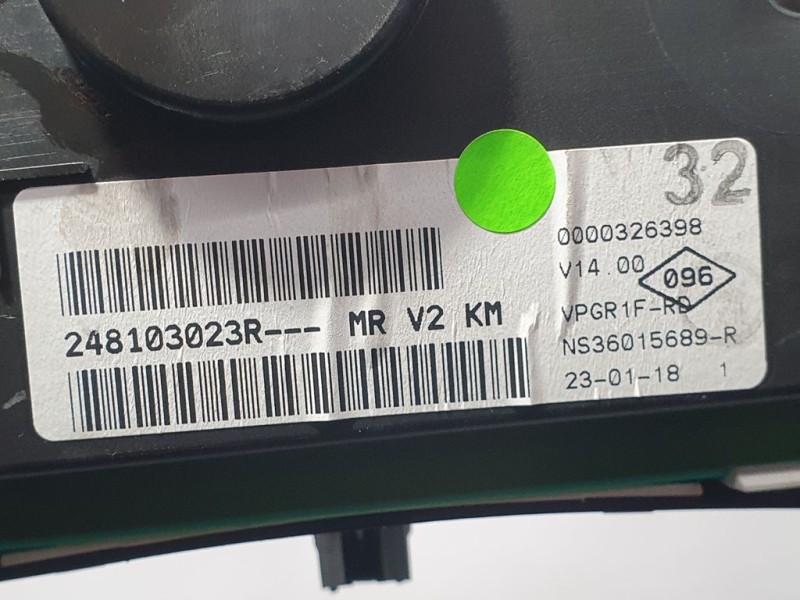 32
0000326398
V14.00
096
VPGR1F-RD
248103023R--- MR V2 KM
NS36015689-R
23-01-18 1